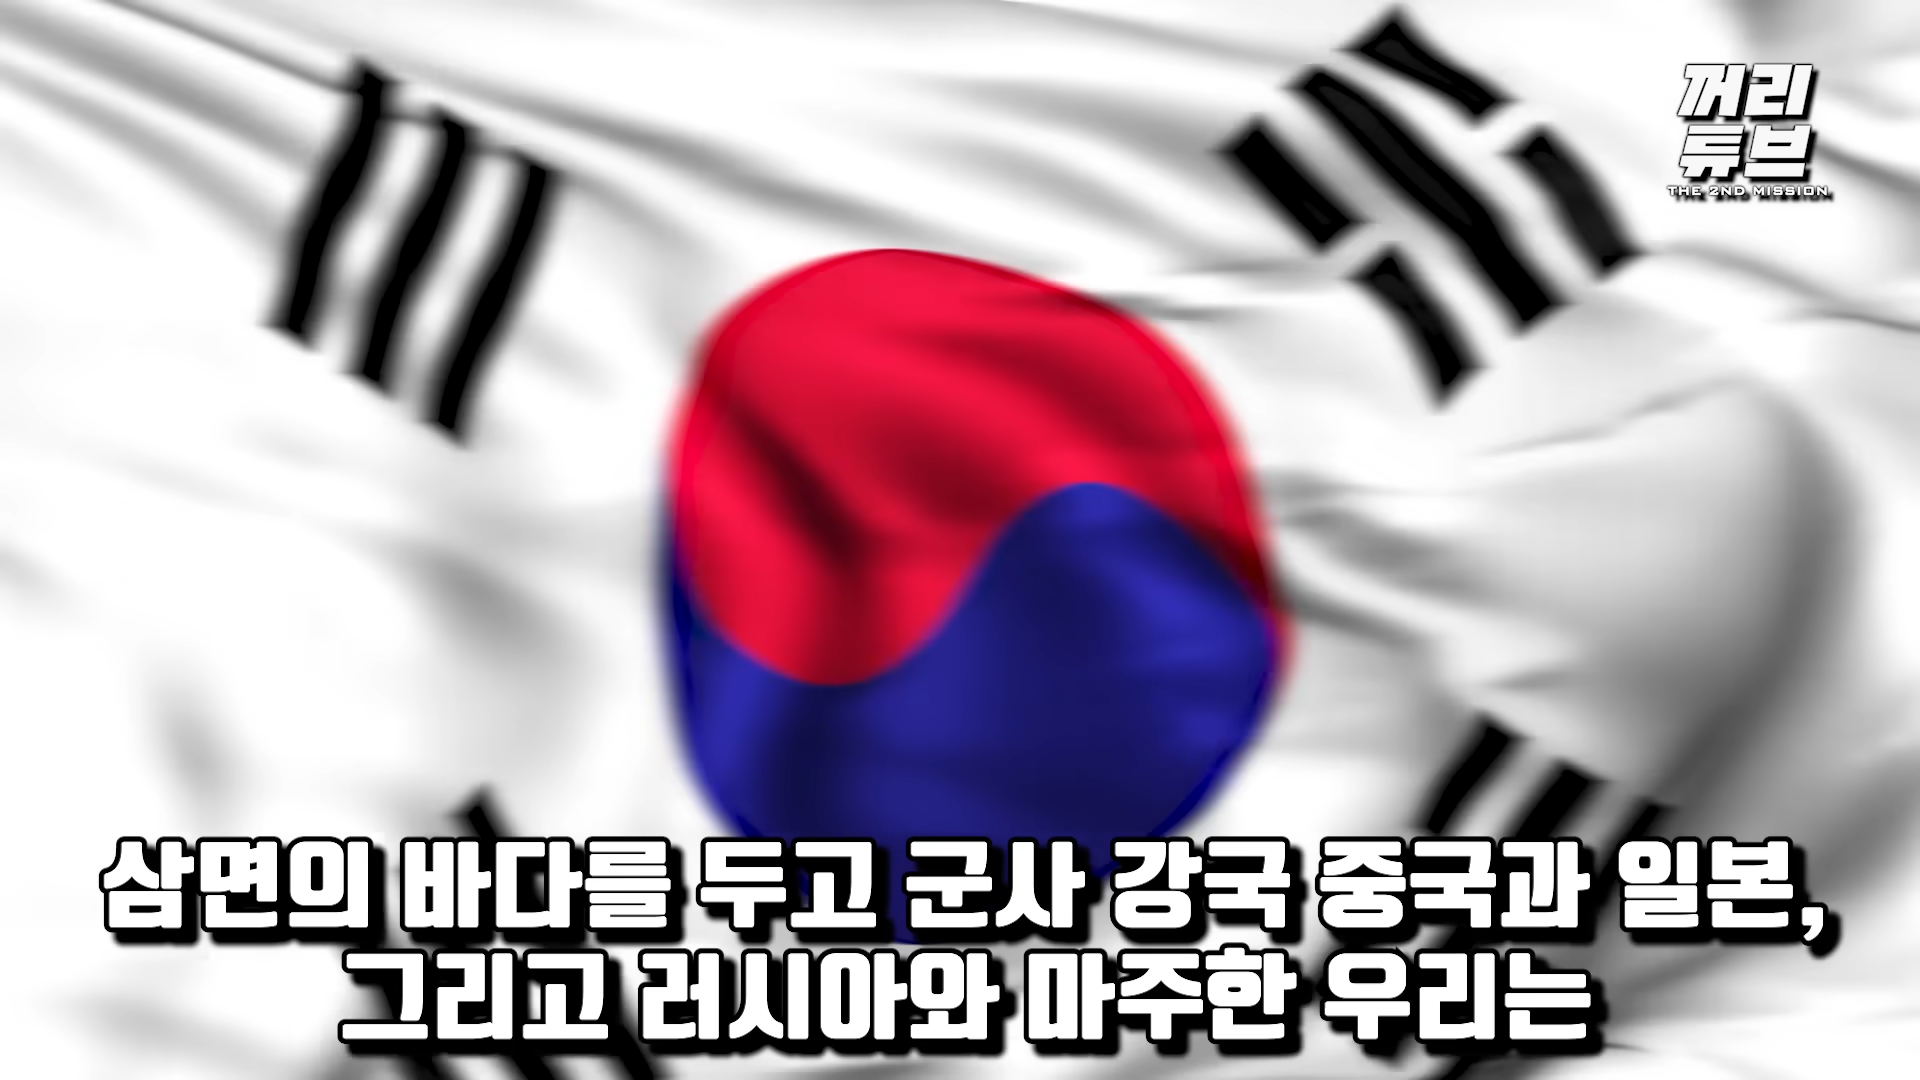 꺼리
튜브
THE 2ND MISSION
삼면의 바다를 두고 군사 강국 중국과 일본,
그리고 러시아와 마주한 우리는